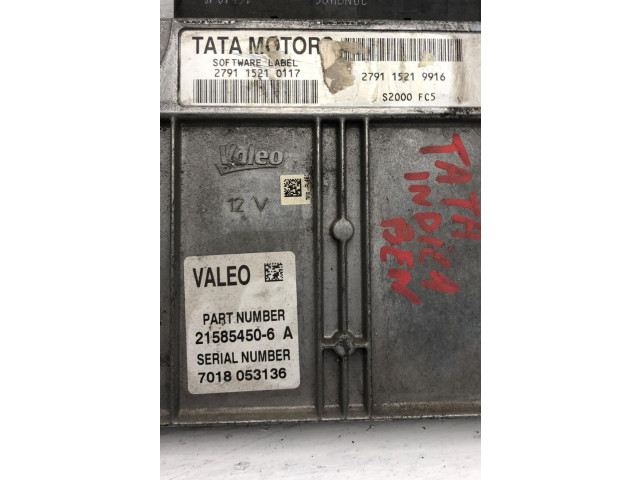 TATA MOTORS
SOFTWARE LABEL
2791 1521 0117
2791 1521 9916
S2000 FC5
Valeo
12 V
VALEO
PART NUMBER
21585450-6 A
SERIAL NUMBER
7018 053136
TATA
INDICA
BEN